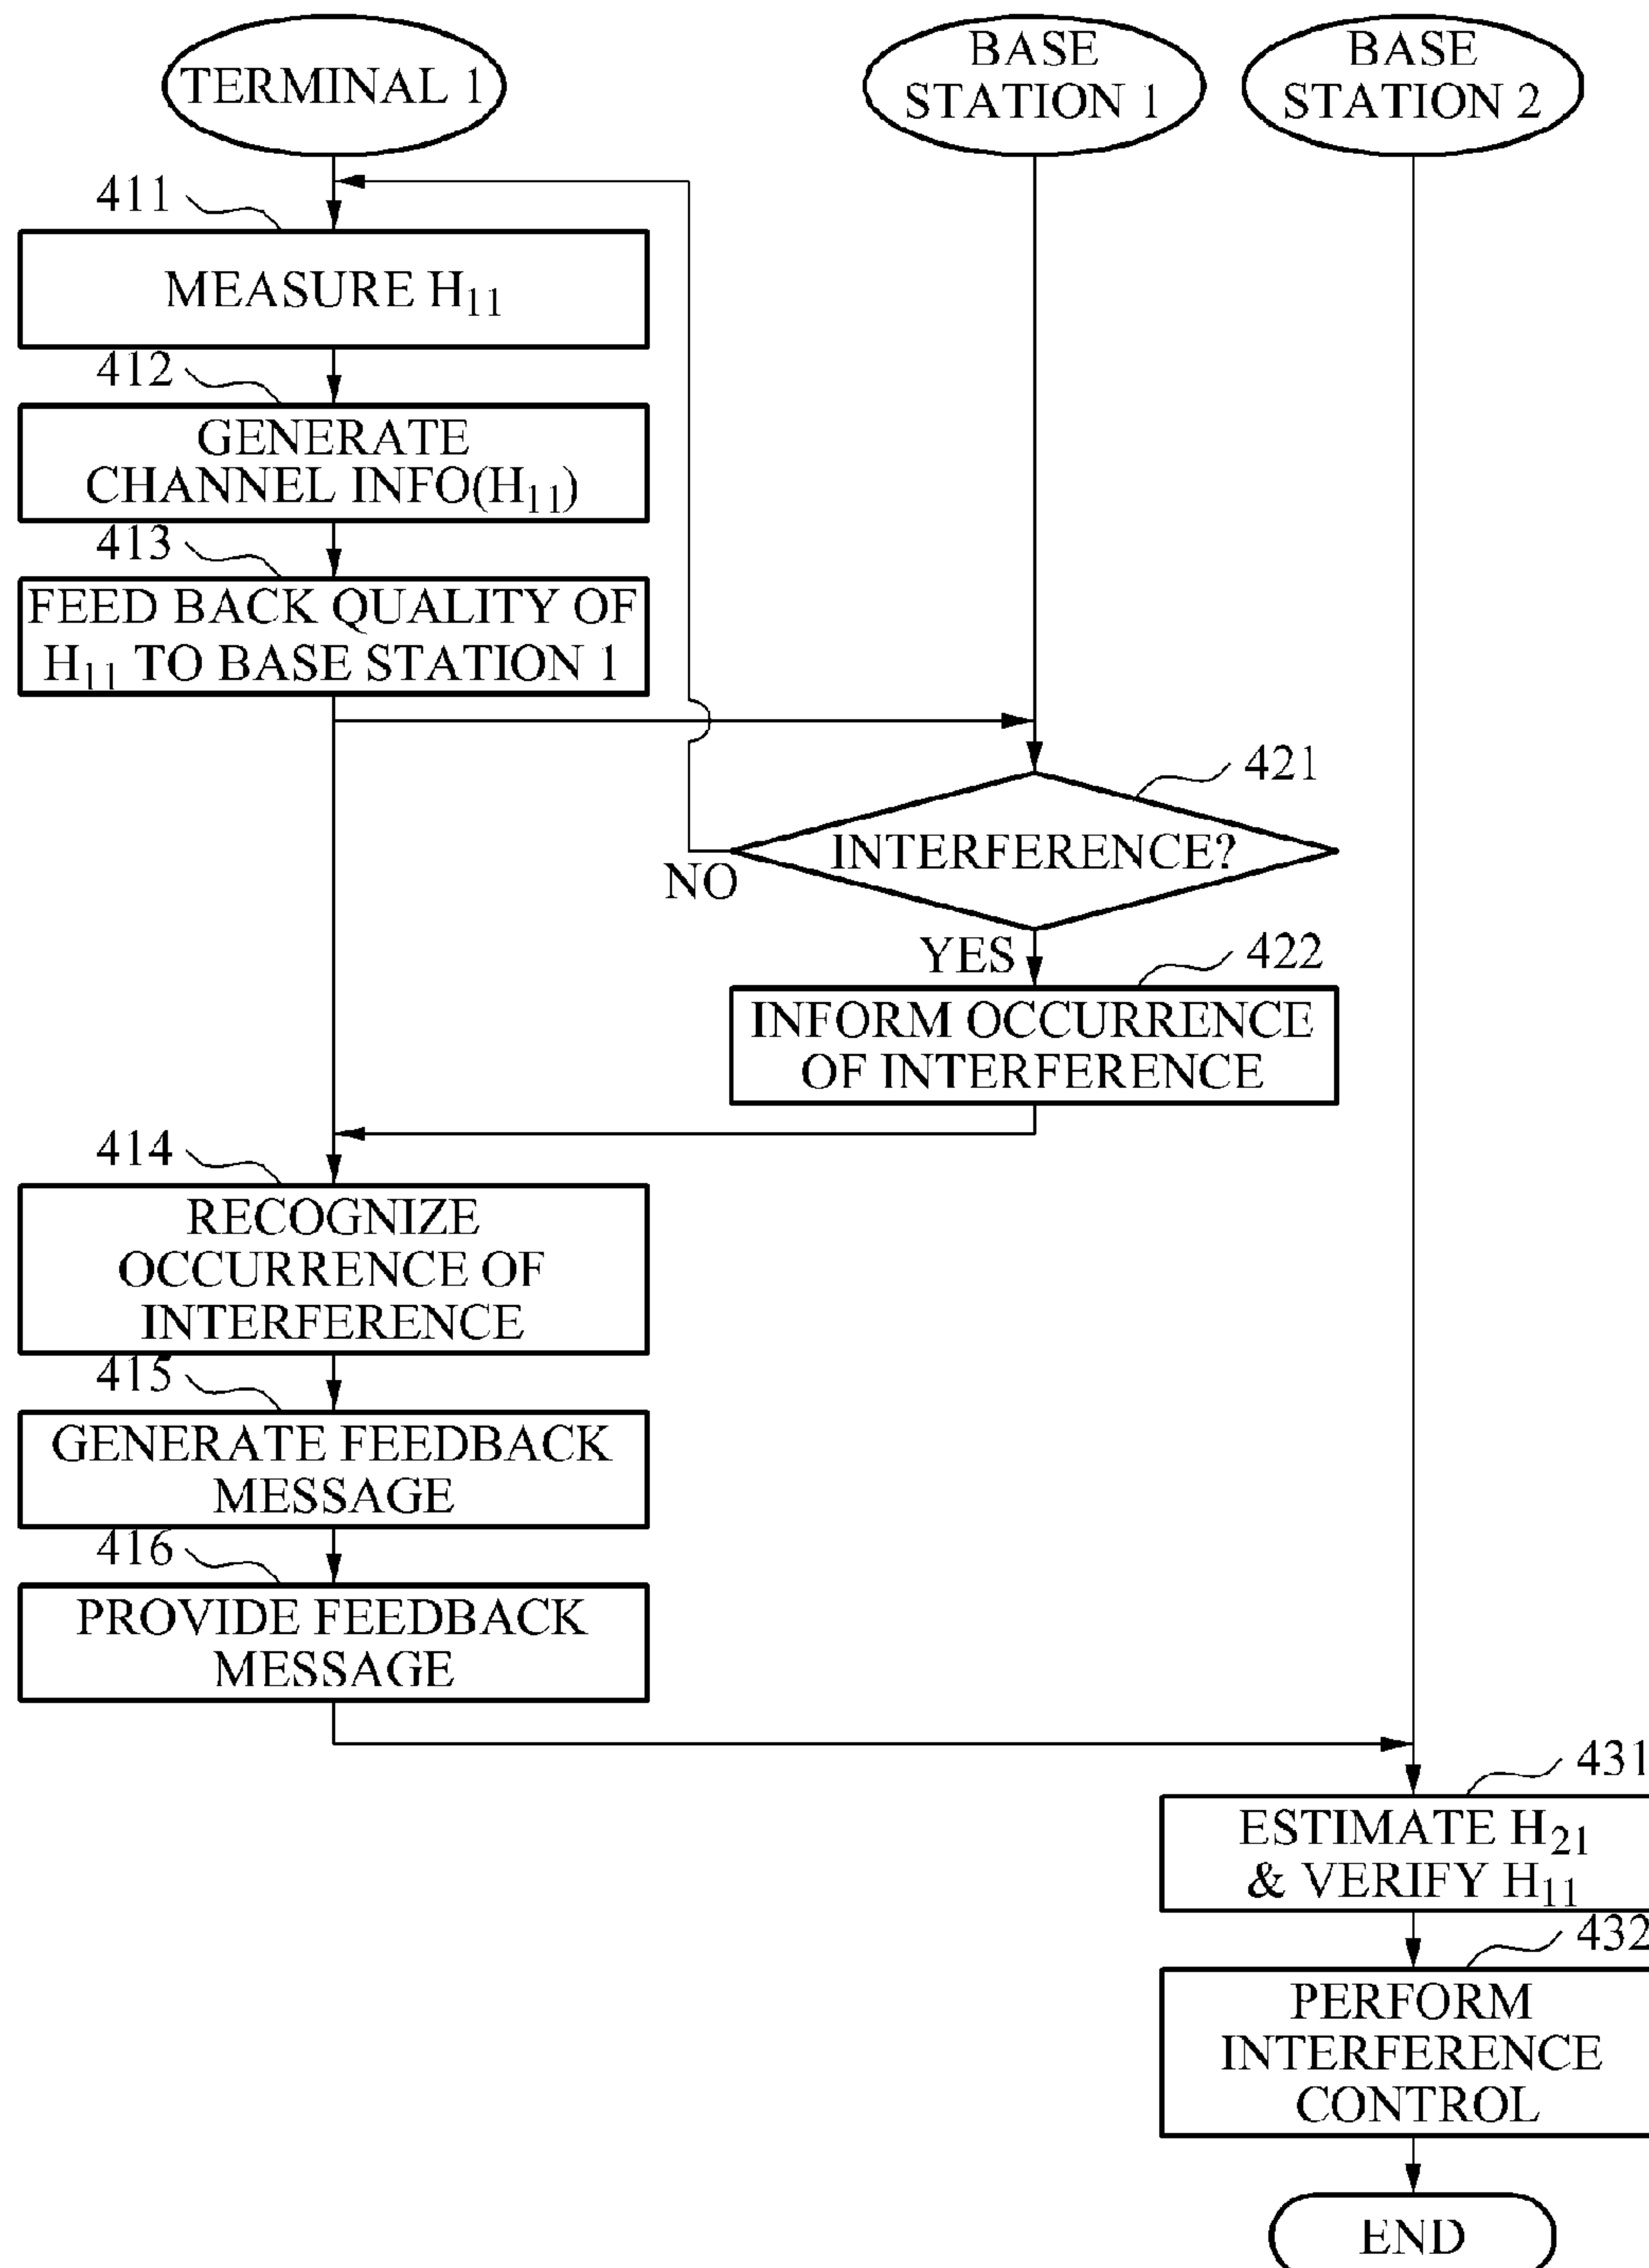 TERMINAL 1
BASE
STATION 1
BASE
STATION 2
411
MEASURE H11
412
GENERATE
CHANNEL INFO(H11)
413
FEED BACK QUALITY OF
H11 TO BASE STATION 1
421
INTERFERENCE?
NO
YES
422
INFORM OCCURRENCE
OF INTERFERENCE
414
RECOGNIZE
OCCURRENCE OF
INTERFERENCE
415
GENERATE FEEDBACK
MESSAGE
416
PROVIDE FEEDBACK
MESSAGE
431
ESTIMATE H21
& VERIFY H11
432
PERFORM
INTERFERENCE
CONTROL
END